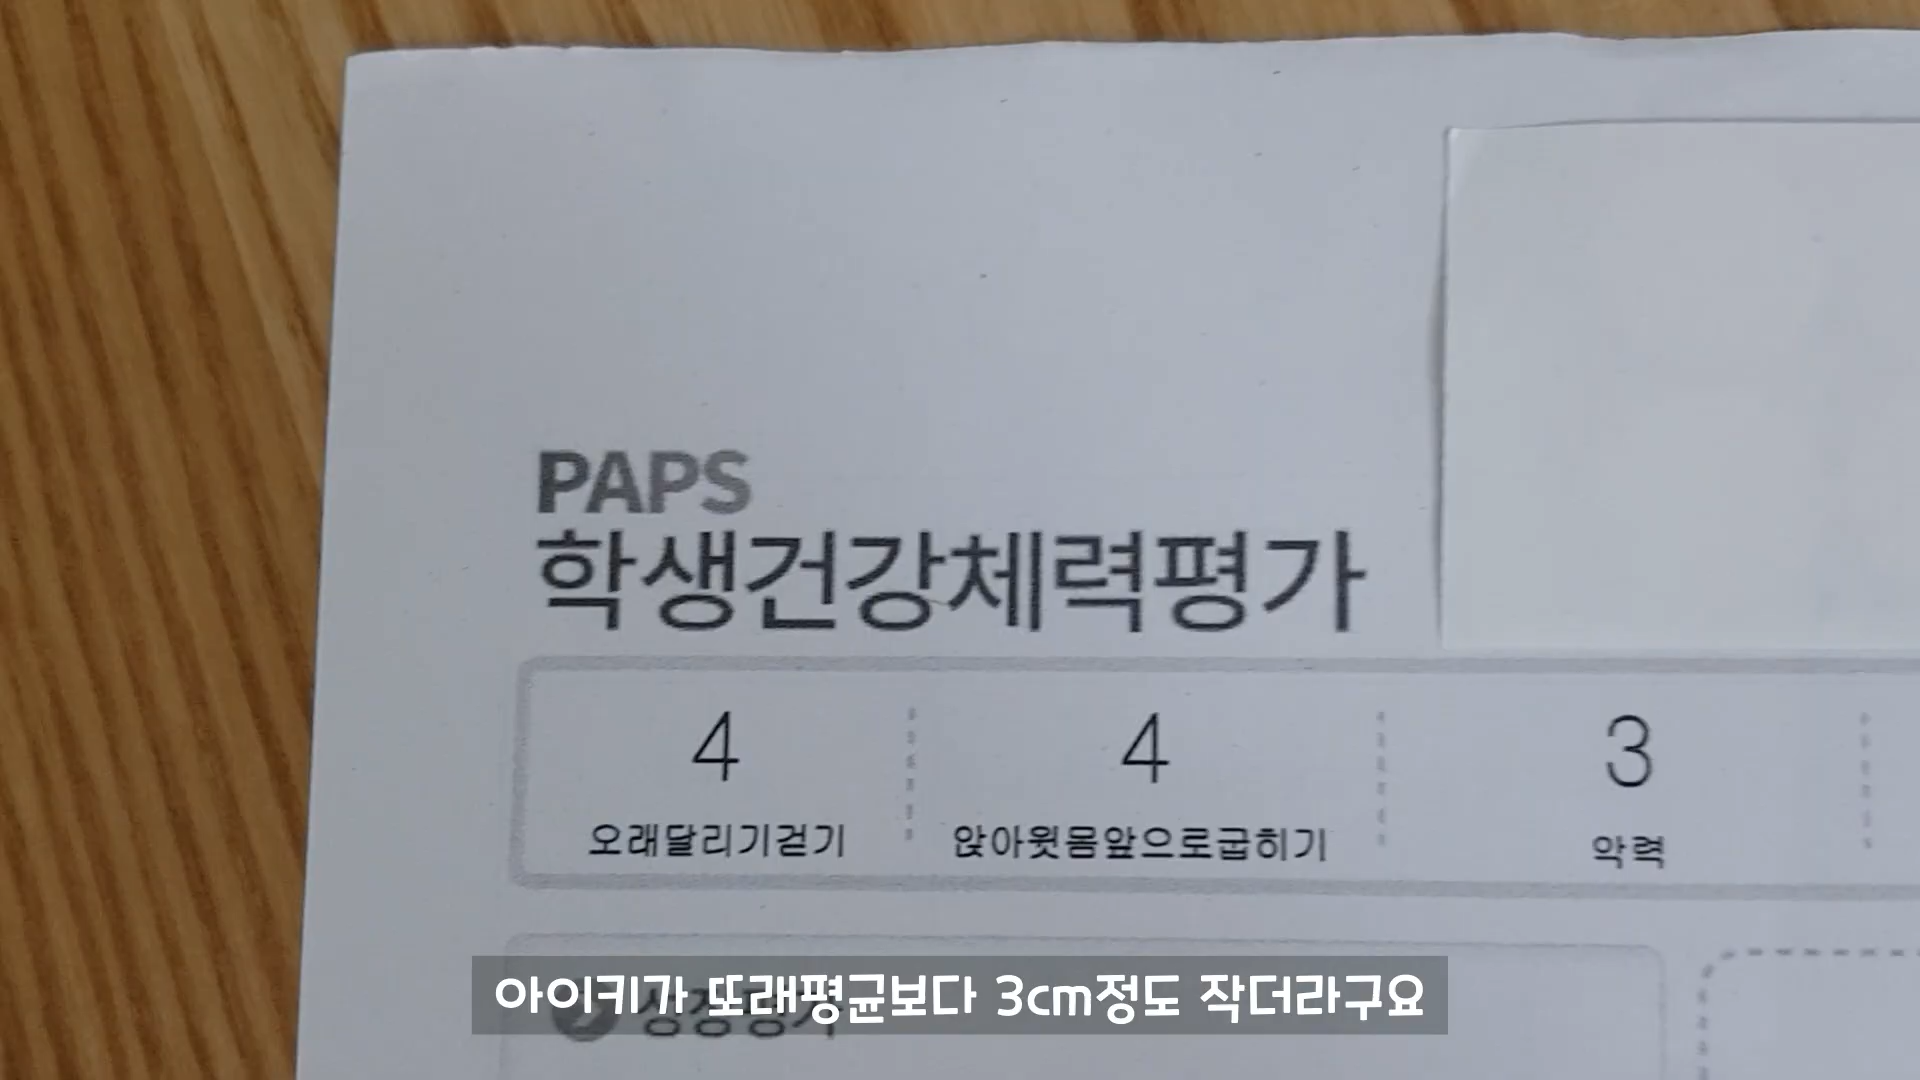 PAPS
학생건강체력평가
4 4 3
오래달리기걷기 앉아윗몸앞으로굽히기 악력
아이키가 또래평균보다 3cm정도 작더라구요